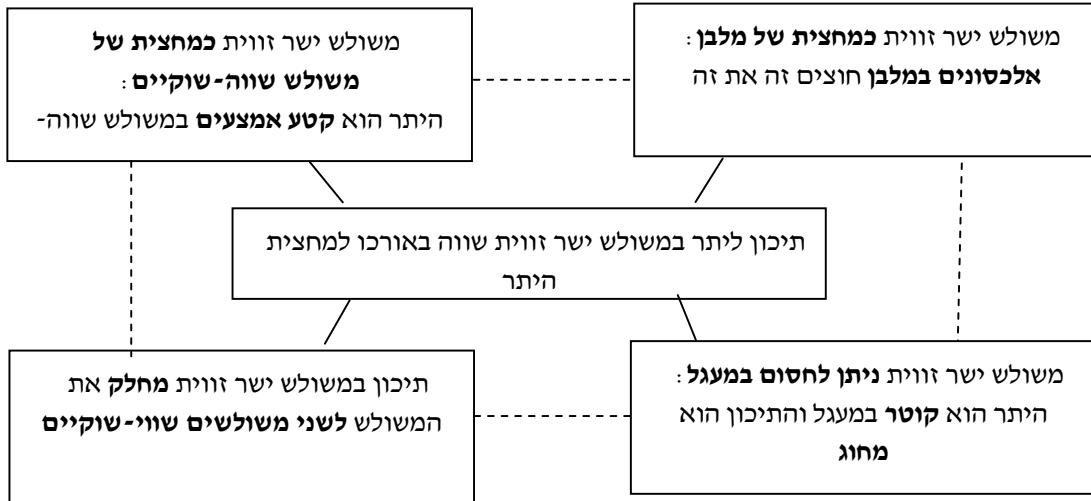 משולש ישר זווית כמחצית של מלבן:
אלכסונים במלבן חוצים זה את זה
משולש ישר זווית כמחצית של
משולש שווה-שוקיים:
היתר הוא קטע אמצעים במשולש שווה-
תיכון ליתר במשולש ישר זווית שווה באורכו למחצית
היתר
משולש ישר זווית ניתן לחסום במעגל:
היתר הוא קוטר במעגל והתיכון הוא
מחוג
תיכון במשולש ישר זווית מחלק את
המשולש לשני משולשים שווי-שוקיים